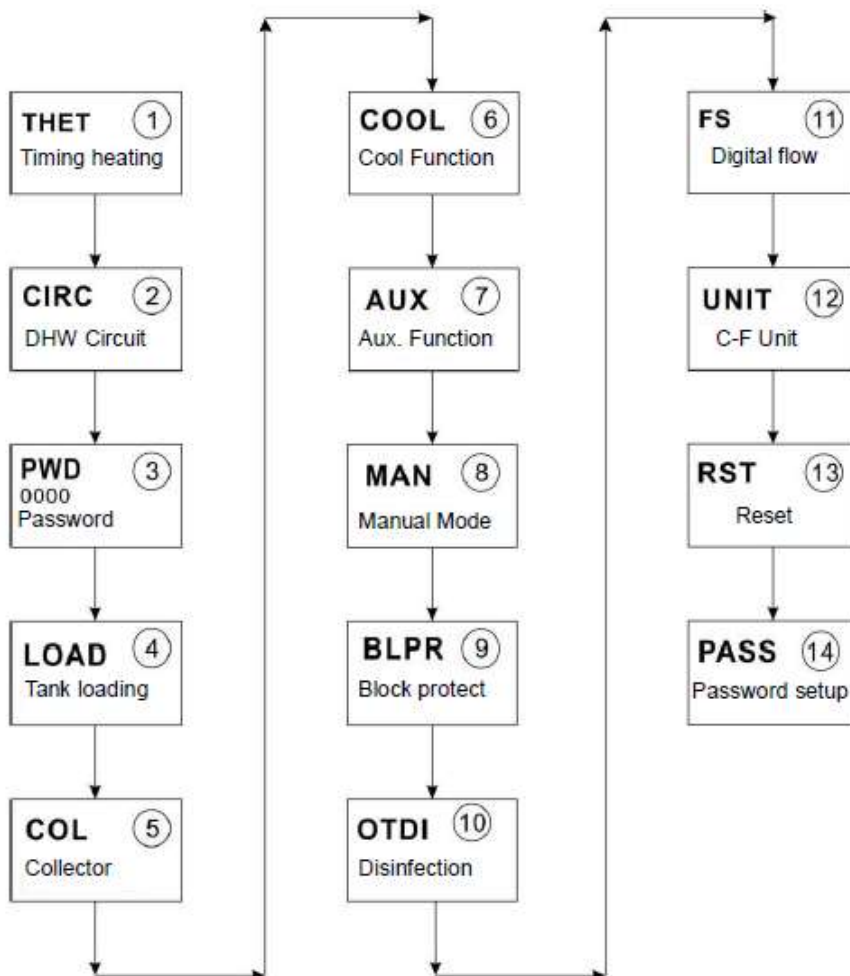 THET 1
Timing heating
CIRC 2
DHW Circuit
PWD 3
0000
Password
LOAD 4
Tank loading
COL 5
Collector
COOL 6
Cool Function
AUX 7
Aux. Function
MAN 8
Manual Mode
BLPR 9
Block protect
OTDI 10
Disinfection
FS 11
Digital flow
UNIT 12
C-F Unit
RST 13
Reset
PASS 14
Password setup